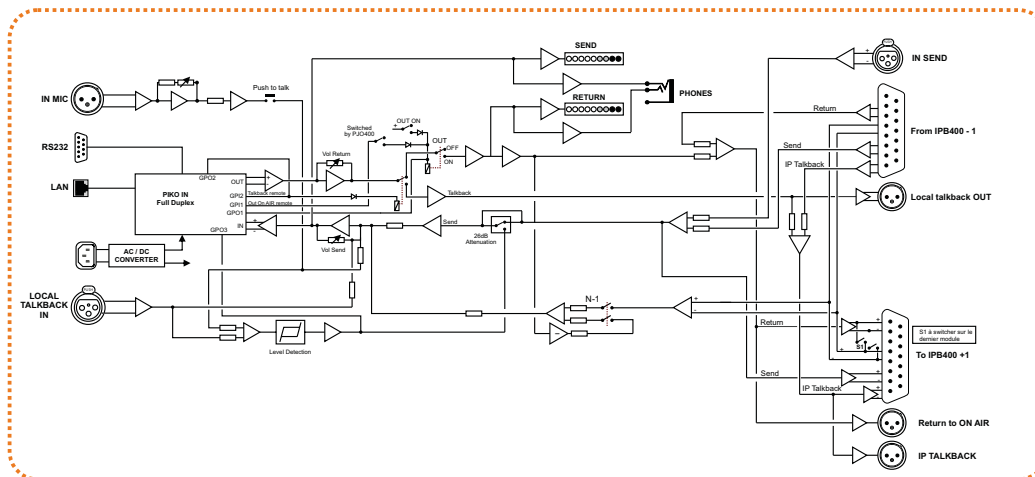 SEND
IN SEND
PUSH
IN MIC
Push to talk
RETURN
PHONES
Return
From IPB400 - 1
OUT ON
Switched
by PJO400
OUT
OFF
ON
RS232
Send
IP Talkback
Vol Return
GPO2
LAN
PIKO IN
Full Duplex
OUT
Talkback remote
GPI2
Out On AIR remote
GPI1
GPO1
IN
GPO3
Talkback
Local talkback OUT
Send
26dB
Attenuation
Vol Send
AC / DC
CONVERTER
LOCAL
TALKBACK
IN
PUSH
N-1
Level Detection
Return
S1
S1 à switcher sur le
dernier module
To IPB400 +1
Send
IP Talkback
Return to ON AIR
IP TALKBACK